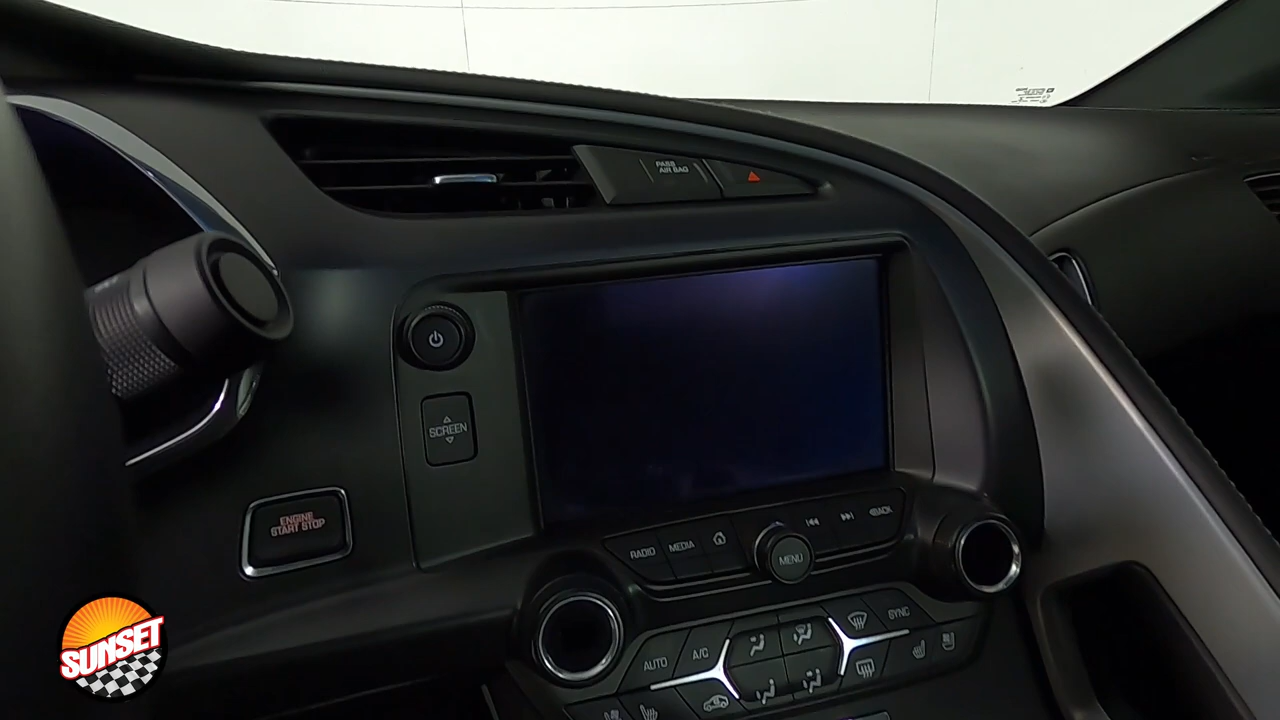 PASS
AIR BAG
SCREEN
ENGINE
START STOP
RADIO
MEDIA
MENU
BACK
AUTO
A/C
SYNC
SUNSET